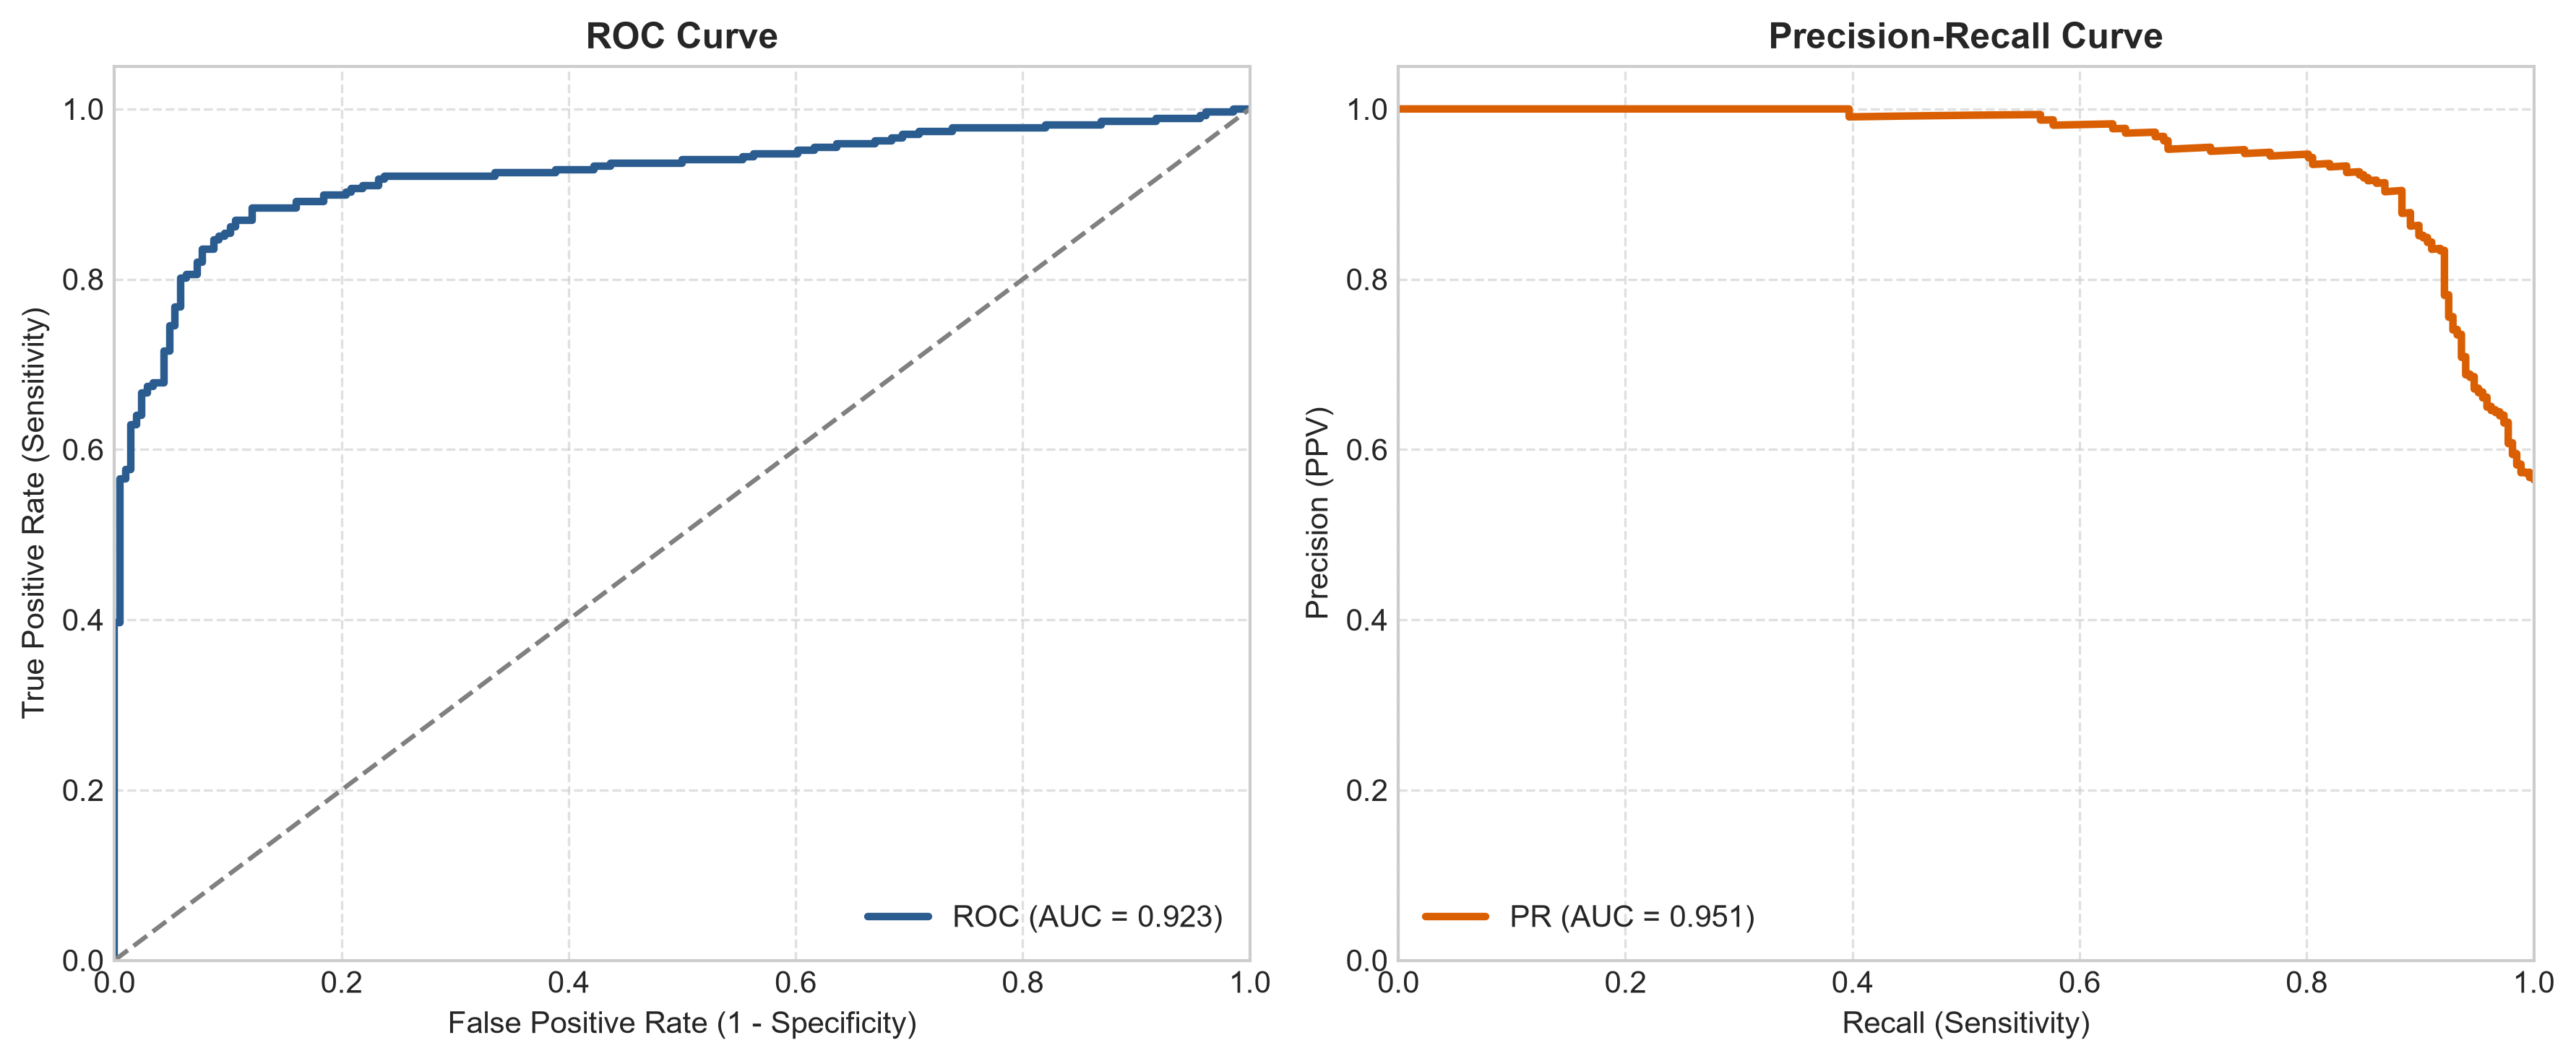 ROC Curve
1.0
0.8
0.6
0.4
0.2
0.0
True Positive Rate (Sensitivity)
ROC (AUC = 0.923)
0.0 0.2 0.4 0.6 0.8 1.0
False Positive Rate (1 - Specificity)
Precision-Recall Curve
1.0
0.8
0.6
0.4
0.2
0.0
Precision (PPV)
PR (AUC = 0.951)
0.0 0.2 0.4 0.6 0.8 1.0
Recall (Sensitivity)